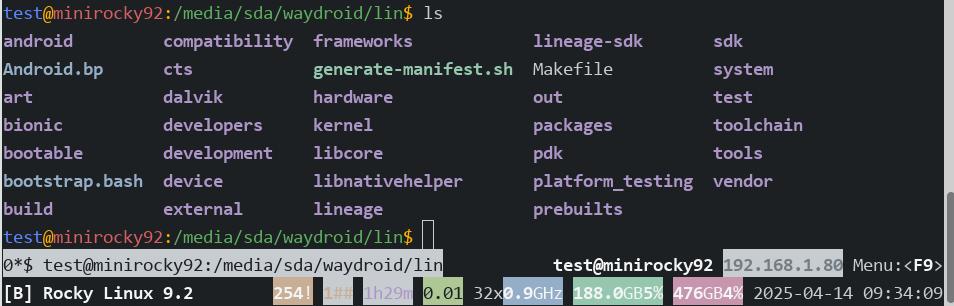 test@minirocky92:/media/sda/waydroid/lin$ ls
android compatibility frameworks lineage-sdk sdk
Android.bp cts generate-manifest.sh Makefile system
art dalvik hardware out test
bionic developers kernel packages toolchain
bootable development libcore pdk tools
bootstrap.bash device libnativehelper platform_testing vendor
build external lineage prebuilts
test@minirocky92:/media/sda/waydroid/lin$
0*$ test@minirocky92:/media/sda/waydroid/lin test@minirocky92 192.168.1.80 Menu:<F9>
[B] Rocky Linux 9.2 254! 1## 1h29m 0.01 32x0.9GHz 188.0GB5% 476GB4% 2025-04-14 09:34:09